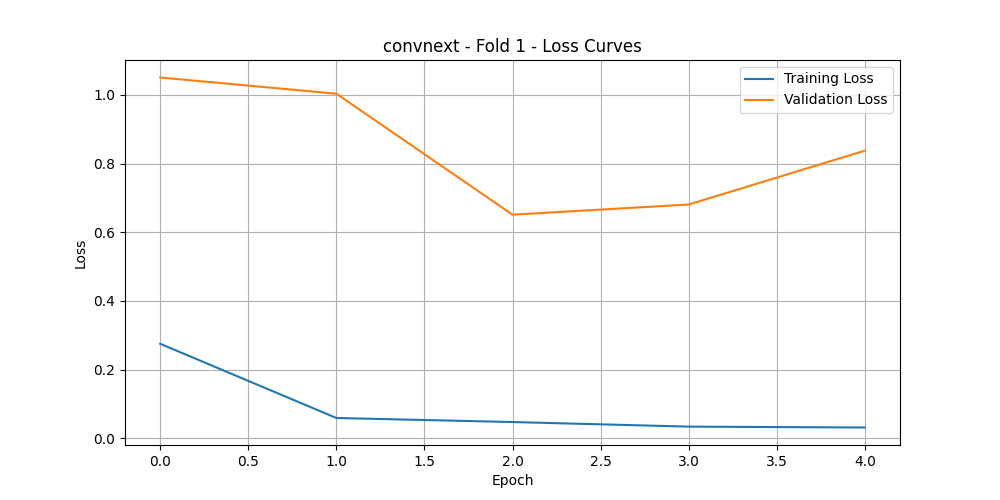 convnext - Fold 1 - Loss Curves
Training Loss
Validation Loss
1.0
0.8
0.6
0.4
0.2
0.0
Loss
0.0 0.5 1.0 1.5 2.0 2.5 3.0 3.5 4.0
Epoch